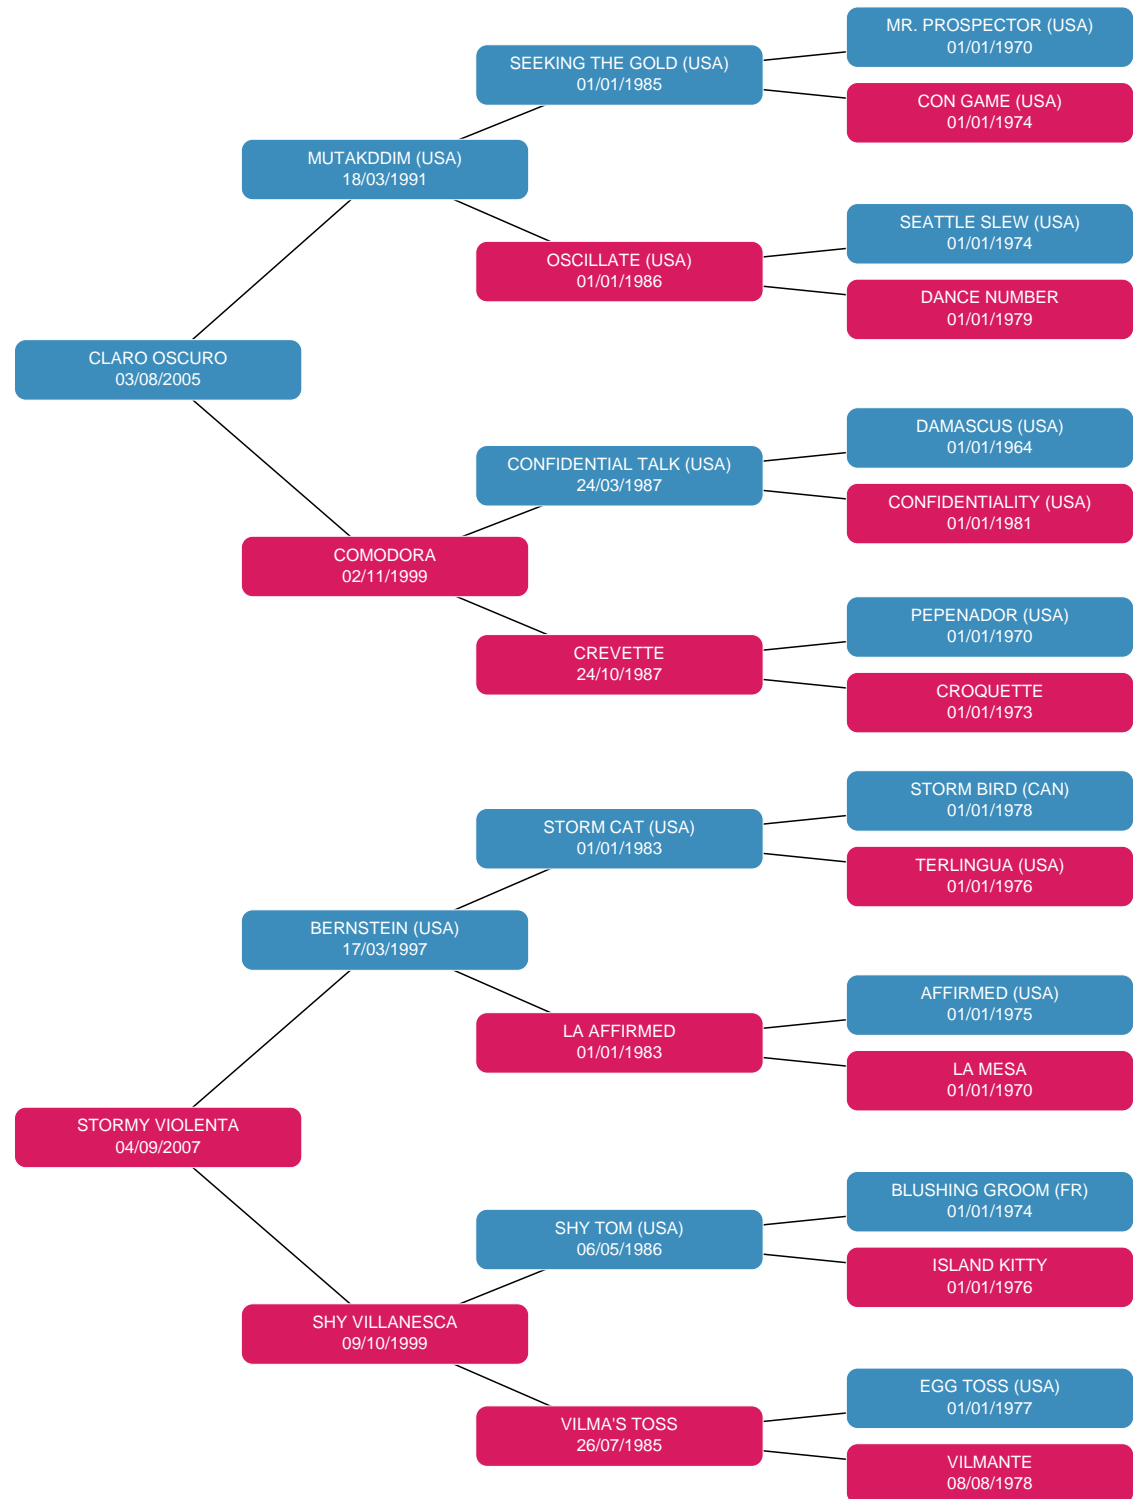 MR. PROSPECTOR (USA)
01/01/1970
SEEKING THE GOLD (USA)
01/01/1985
CON GAME (USA)
01/01/1974
MUTAKDDIM (USA)
18/03/1991
SEATTLE SLEW (USA)
01/01/1974
OSCILLATE (USA)
01/01/1986
DANCE NUMBER
01/01/1979
CLARO OSCURO
03/08/2005
DAMASCUS (USA)
01/01/1964
CONFIDENTIAL TALK (USA)
24/03/1987
CONFIDENTIALITY (USA)
01/01/1981
COMODORA
02/11/1999
PEPENADOR (USA)
01/01/1970
CREVETTE
24/10/1987
CROQUETTE
01/01/1973
STORM BIRD (CAN)
01/01/1978
STORM CAT (USA)
01/01/1983
TERLINGUA (USA)
01/01/1976
BERNSTEIN (USA)
17/03/1997
AFFIRMED (USA)
01/01/1975
LA AFFIRMED
01/01/1983
LA MESA
01/01/1970
STORMY VIOLENTA
04/09/2007
BLUSHING GROOM (FR)
01/01/1974
SHY TOM (USA)
06/05/1986
ISLAND KITTY
01/01/1976
SHY VILLANESCA
09/10/1999
EGG TOSS (USA)
01/01/1977
VILMA'S TOSS
26/07/1985
VILMANTE
08/08/1978